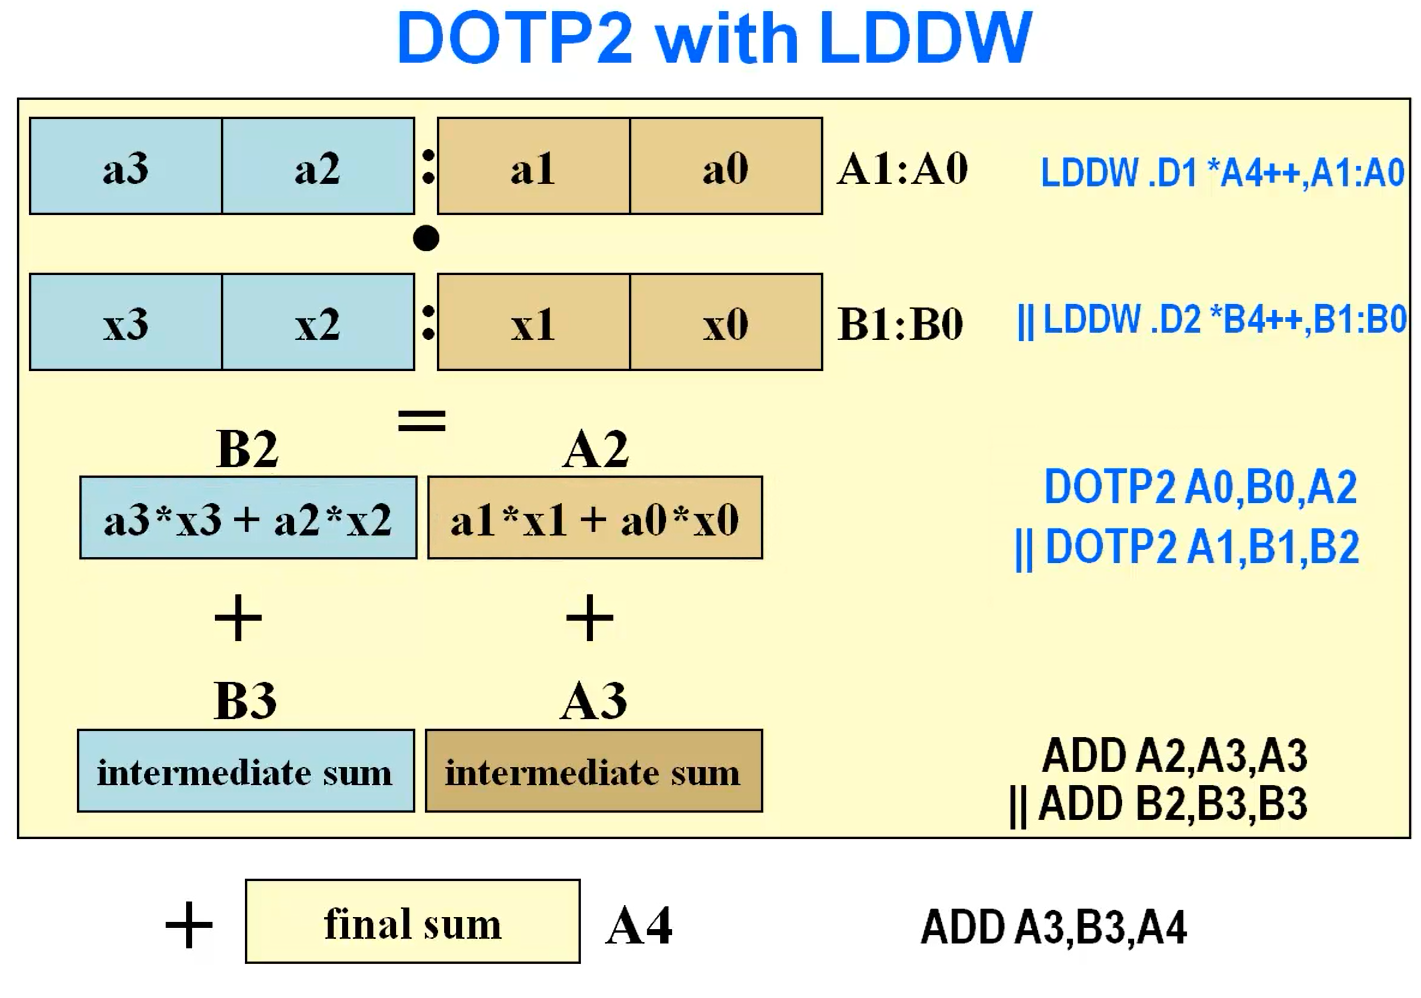 DOTP2 with LDDW
a3 a2 : a1 a0 A1:A0 LDDW .D1 *A4++,A1:A0
•
x3 x2 : x1 x0 B1:B0 || LDDW .D2 *B4++,B1:B0
=
B2 A2
a3*x3 + a2*x2 a1*x1 + a0*x0
DOTP2 A0,B0,A2
|| DOTP2 A1,B1,B2
+ +
B3 A3
intermediate sum intermediate sum
ADD A2,A3,A3
|| ADD B2,B3,B3
+ final sum A4 ADD A3,B3,A4